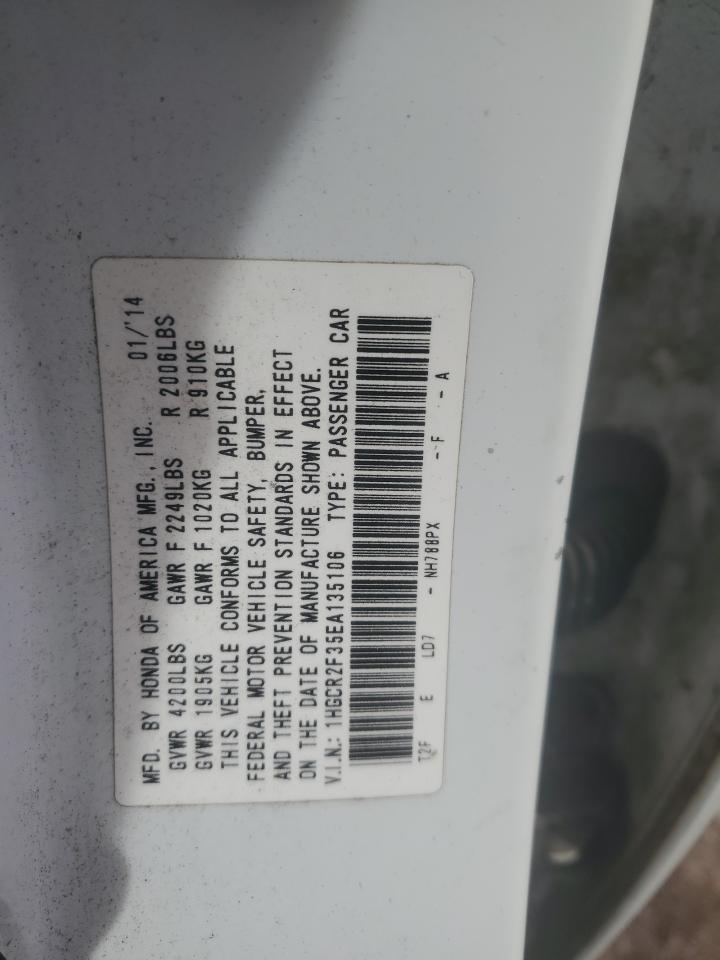 MFD. BY HONDA OF AMERICA MFG., INC. 01/'14
GVWR 4200LBS GAWR F 2249LBS R 2006LBS
GVWR 1905KG GAWR F 1020KG R 910KG
THIS VEHICLE CONFORMS TO ALL APPLICABLE
FEDERAL MOTOR VEHICLE SAFETY, BUMPER,
AND THEFT PREVENTION STANDARDS IN EFFECT
ON THE DATE OF MANUFACTURE SHOWN ABOVE.
V.I.N.: 1HGCR2F35EA135106 TYPE: PASSENGER CAR
T2F E LD7 - NH788PX - F - A